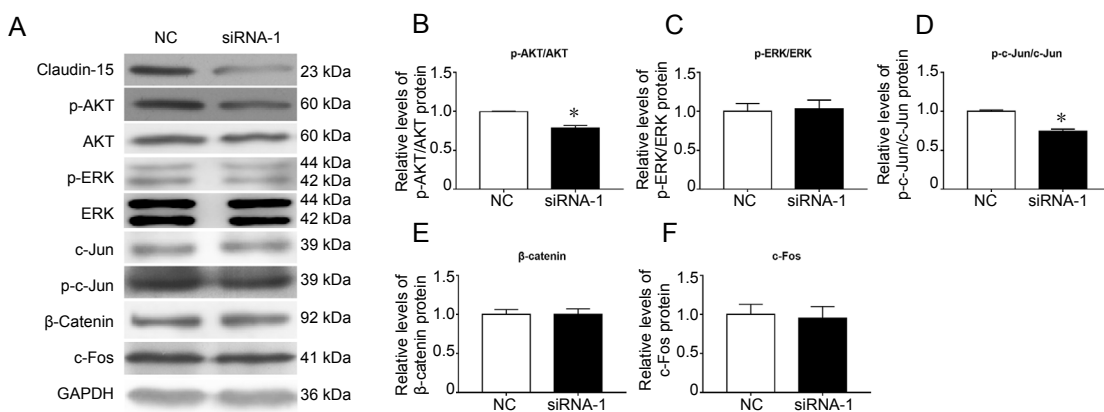 A
NC siRNA-1
Claudin-15 23 kDa
p-AKT 60 kDa
AKT 60 kDa
p-ERK 44 kDa
42 kDa
ERK 44 kDa
42 kDa
c-Jun 39 kDa
p-c-Jun 39 kDa
β-Catenin 92 kDa
c-Fos 41 kDa
GAPDH 36 kDa
B
p-AKT/AKT
Relative levels of
p-AKT/AKT protein
1.5
1.0
0.5
0
*
NC siRNA-1
C
p-ERK/ERK
Relative levels of
p-ERK/ERK protein
1.5
1.0
0.5
0
NC siRNA-1
D
p-c-Jun/c-Jun
Relative levels of
p-c-Jun/c-Jun protein
1.5
1.0
0.5
0
*
NC siRNA-1
E
β-catenin
Relative levels of
β-catenin protein
1.5
1.0
0.5
0
NC siRNA-1
F
c-Fos
Relative levels of
c-Fos protein
1.5
1.0
0.5
0
NC siRNA-1